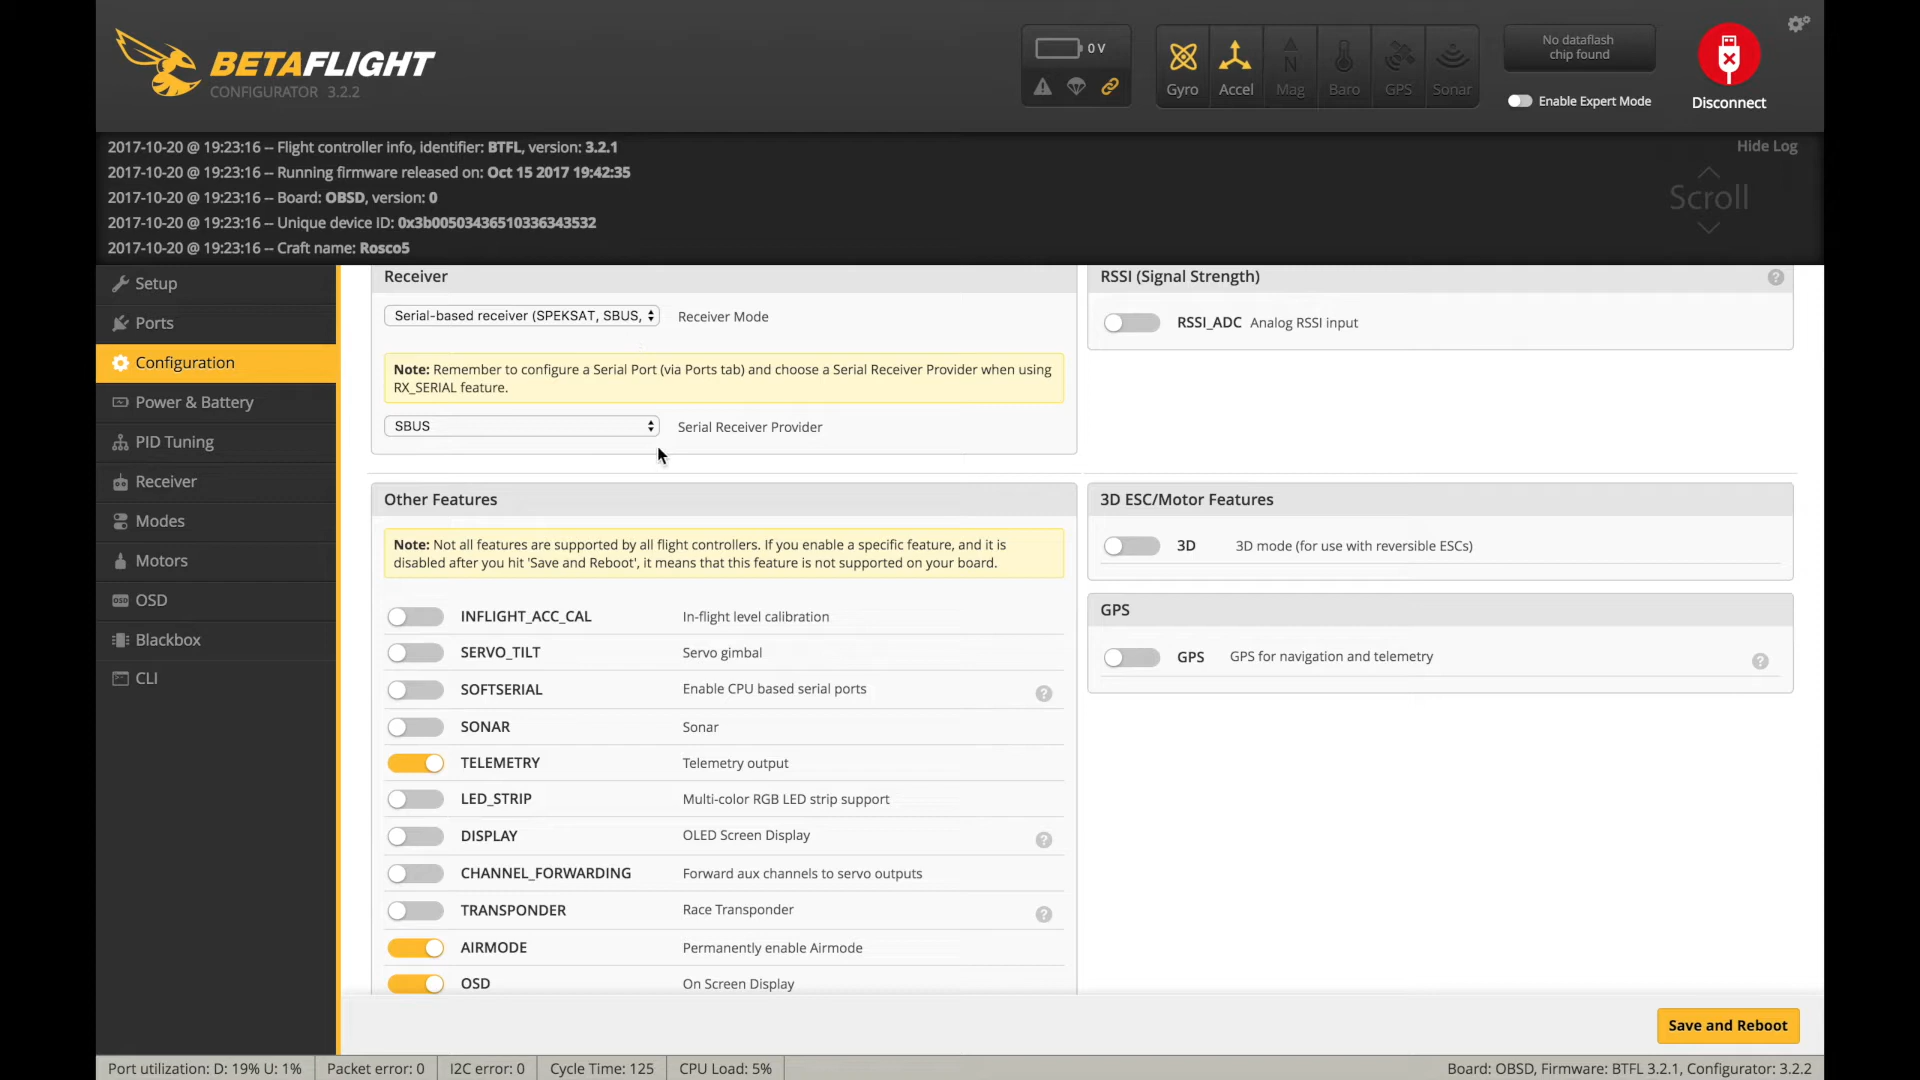 BETAFLIGHT
CONFIGURATOR 3.2.2
0 V
Gyro
Accel
Mag
Baro
GPS
Sonar
No dataflash
chip found
Enable Expert Mode
Disconnect
2017-10-20 @ 19:23:16 -- Flight controller info, identifier: BTFL, version: 3.2.1
2017-10-20 @ 19:23:16 -- Running firmware released on: Oct 15 2017 19:42:35
2017-10-20 @ 19:23:16 -- Board: OBSD, version: 0
2017-10-20 @ 19:23:16 -- Unique device ID: 0x3b00503436510336343532
2017-10-20 @ 19:23:16 -- Craft name: Rosco5
Hide Log
Scroll
Setup
Ports
Configuration
Power & Battery
PID Tuning
Receiver
Modes
Motors
OSD
Blackbox
CLI
Receiver
Serial-based receiver (SPEKSAT, SBUS, Receiver Mode
Note: Remember to configure a Serial Port (via Ports tab) and choose a Serial Receiver Provider when using
RX_SERIAL feature.
SBUS Serial Receiver Provider
RSSI (Signal Strength) ?
RSSI_ADC Analog RSSI input
Other Features
Note: Not all features are supported by all flight controllers. If you enable a specific feature, and it is
disabled after you hit 'Save and Reboot', it means that this feature is not supported on your board.
INFLIGHT_ACC_CAL In-flight level calibration
SERVO_TILT Servo gimbal
SOFTSERIAL Enable CPU based serial ports ?
SONAR Sonar
TELEMETRY Telemetry output
LED_STRIP Multi-color RGB LED strip support
DISPLAY OLED Screen Display ?
CHANNEL_FORWARDING Forward aux channels to servo outputs
TRANSPONDER Race Transponder ?
AIRMODE Permanently enable Airmode
OSD On Screen Display
3D ESC/Motor Features
3D 3D mode (for use with reversible ESCs)
GPS
GPS GPS for navigation and telemetry ?
Save and Reboot
Port utilization: D: 19% U: 1% Packet error: 0 I2C error: 0 Cycle Time: 125 CPU Load: 5% Board: OBSD, Firmware: BTFL 3.2.1, Configurator: 3.2.2